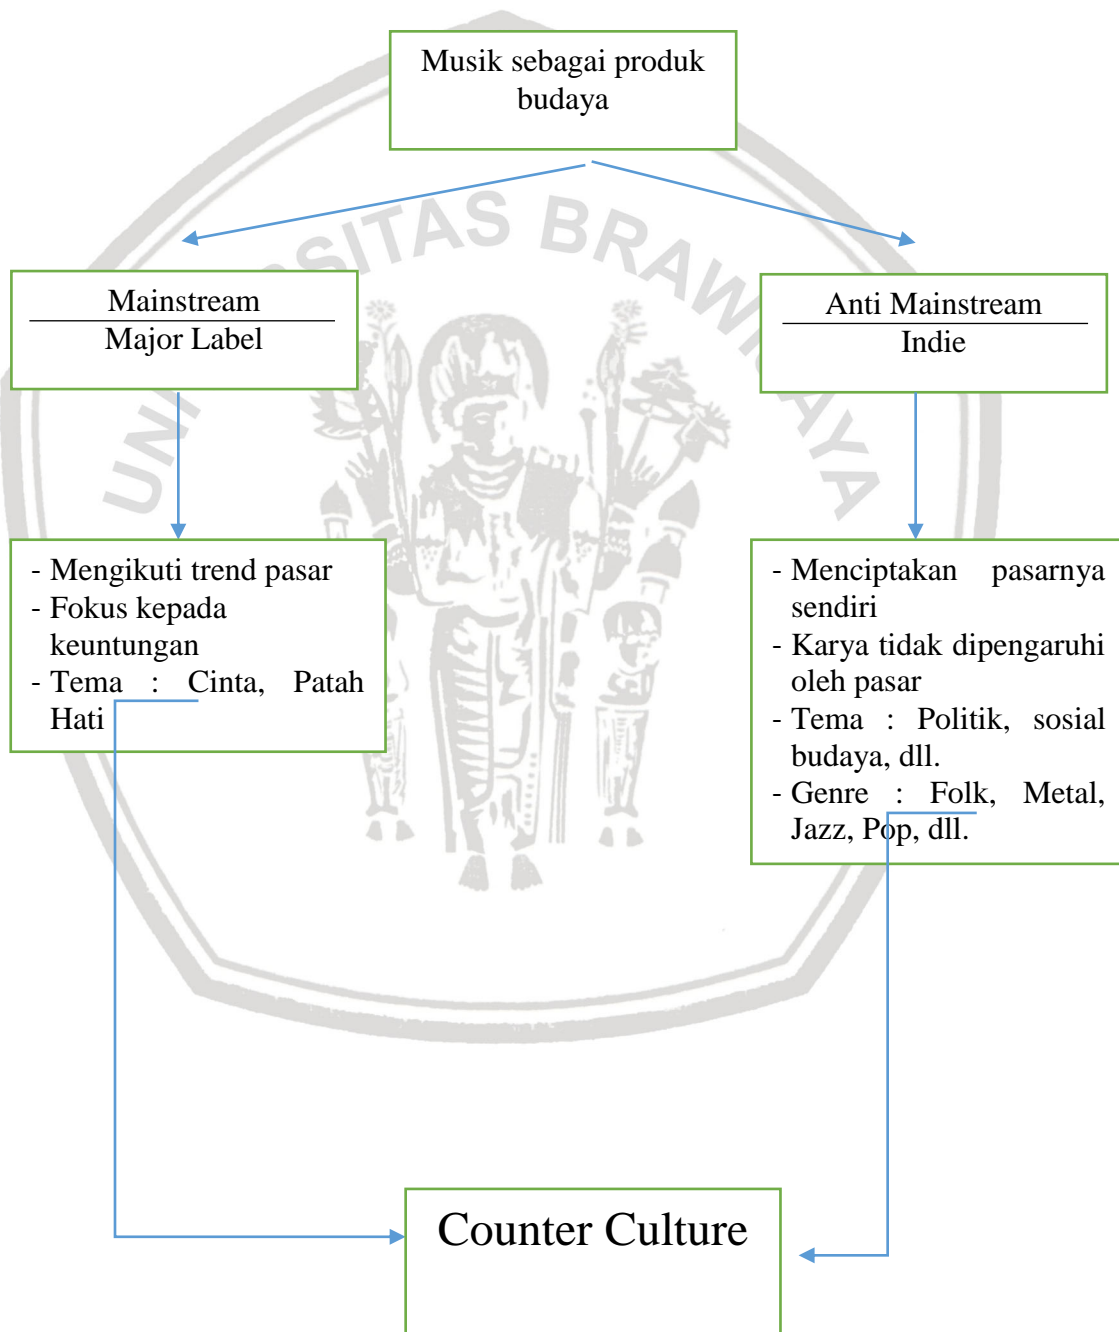 Musik sebagai produk
budaya
UNIVERSITAS BRAWIJAYA
Mainstream
Major Label
Anti Mainstream
Indie
- Mengikuti trend pasar
- Fokus kepada
keuntungan
- Tema : Cinta, Patah
Hati
- Menciptakan pasarnya
sendiri
- Karya tidak dipengaruhi
oleh pasar
- Tema : Politik, sosial
budaya, dll.
- Genre : Folk, Metal,
Jazz, Pop, dll.
Counter Culture